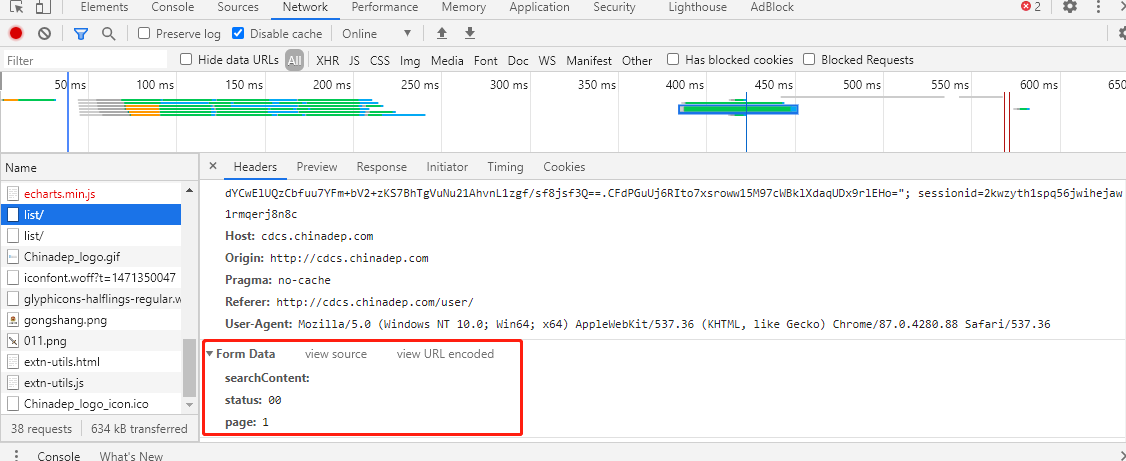 Elements Console Sources Network Performance Memory Application Security Lighthouse AdBlock 2
Preserve log Disable cache Online
Filter Hide data URLs All XHR JS CSS Img Media Font Doc WS Manifest Other Has blocked cookies Blocked Requests
50 ms 100 ms 150 ms 200 ms 250 ms 300 ms 350 ms 400 ms 450 ms 500 ms 550 ms 600 ms
Name
echarts.min.js
list/
list/
Chinadep_logo.gif
iconfont.woff?t=1471350047
glyphicons-halflings-regular.w
gongshang.png
011.png
extn-utils.html
extn-utils.js
Chinadep_logo_icon.ico
38 requests 634 kB transferred
× Headers Preview Response Initiator Timing Cookies
dYCwElUQzCbfuu7YFm+bV2+zKS7BhTgVuNu21AhvnL1zgf/sf8jsf3Q==.CFdPGuUj6RIto7xsroww15M97cWBklXdaqUDx9rlEHo="; sessionid=2kwzyth1spq56jwihejaw
1rmqerj8n8c
Host: cdcs.chinadep.com
Origin: http://cdcs.chinadep.com
Pragma: no-cache
Referer: http://cdcs.chinadep.com/user/
User-Agent: Mozilla/5.0 (Windows NT 10.0; Win64; x64) AppleWebKit/537.36 (KHTML, like Gecko) Chrome/87.0.4280.88 Safari/537.36
Form Data view source view URL encoded
searchContent:
status: 00
page: 1
Console What's New